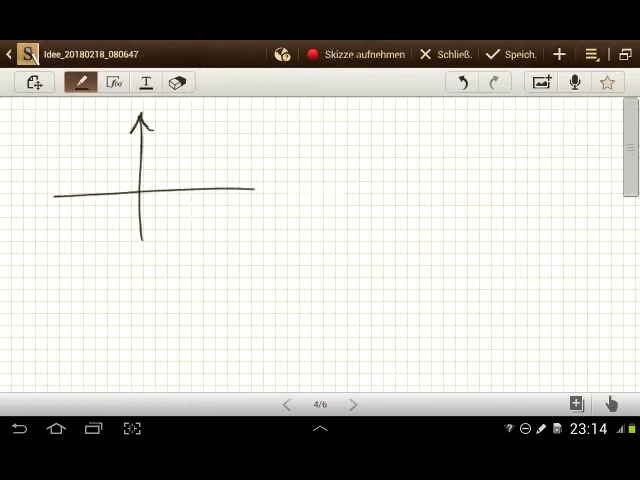 S Idee_20180218_080647 Skizze aufnehmen Schließ. Speich.
f(x) T
4/6
23:14